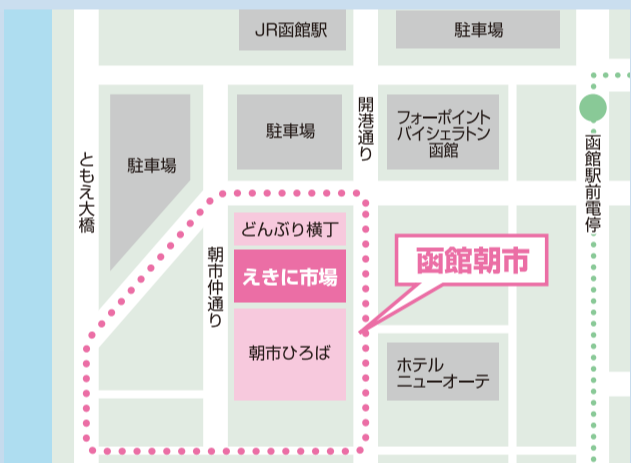 JR函館駅
駐車場
駐車場
駐車場
開港通り
フォーポイント
バイシェラトン
函館
函館駅前電停
ともえ大橋
朝市仲通り
どんぶり横丁
えきに市場
朝市ひろば
函館朝市
ホテル
ニューオーテ